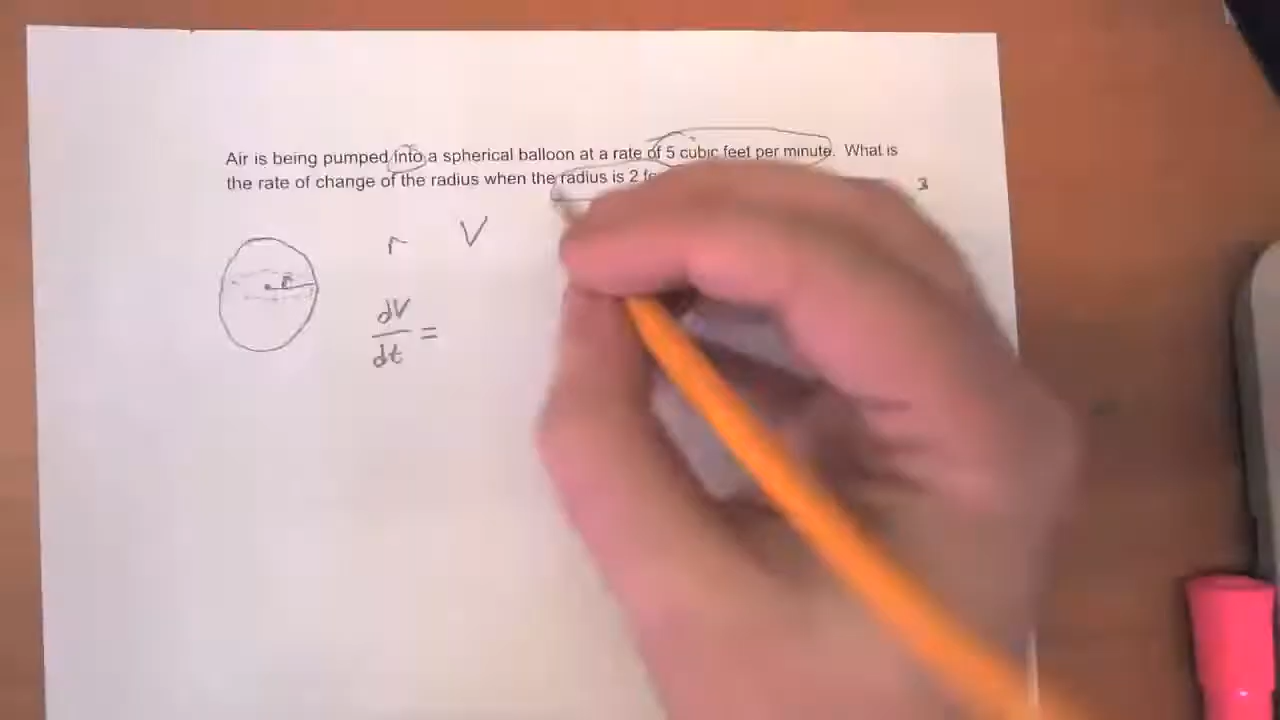 Air is being pumped into a spherical balloon at a rate of 5 cubic feet per minute. What is
the rate of change of the radius when the radius is 2
3
r V
r
dV
dt =